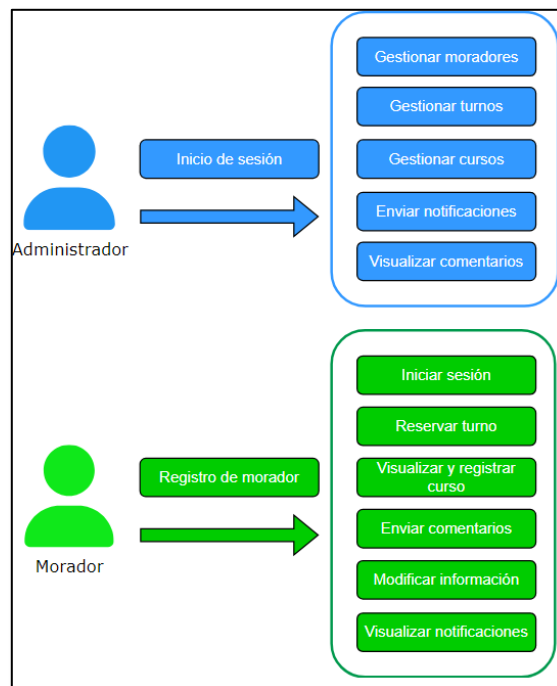 Gestionar moradores
Gestionar turnos
Inicio de sesión
Gestionar cursos
Enviar notificaciones
Administrador
Visualizar comentarios
Iniciar sesión
Reservar turno
Registro de morador
Visualizar y registrar
curso
Enviar comentarios
Morador
Modificar información
Visualizar notificaciones